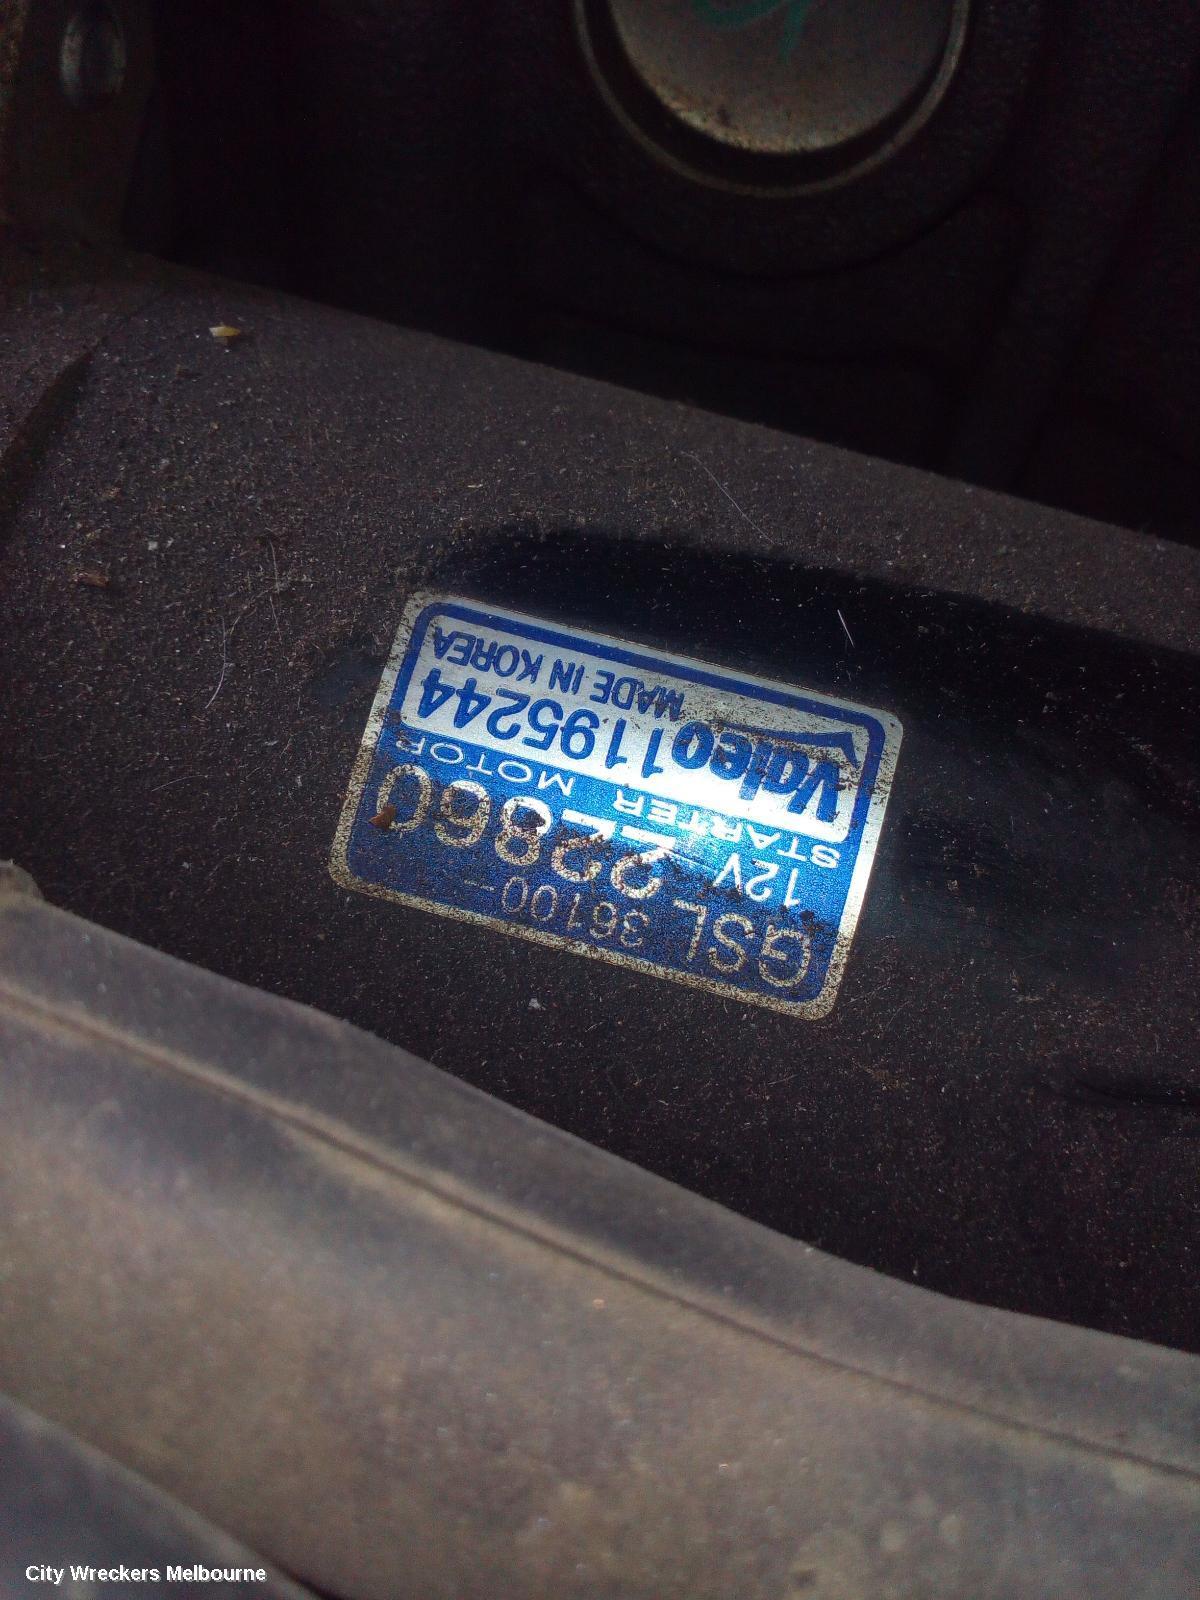 GSL 36100-
22860
12V
STARTER MOTOR
Valeo 1195244
MADE IN KOREA
City Wreckers Melbourne